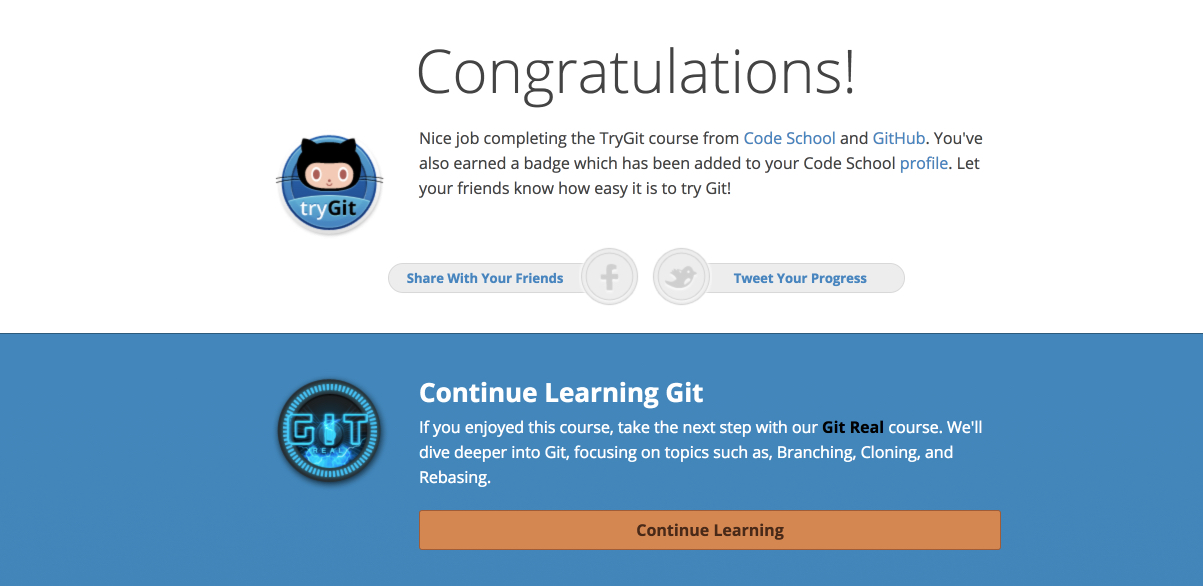 Congratulations!
Nice job completing the TryGit course from Code School and GitHub. You've
also earned a badge which has been added to your Code School profile. Let
your friends know how easy it is to try Git!
tryGit
Share With Your Friends
Tweet Your Progress
Continue Learning Git
If you enjoyed this course, take the next step with our Git Real course. We'll
dive deeper into Git, focusing on topics such as, Branching, Cloning, and
Rebasing.
GIT
REAL
Continue Learning